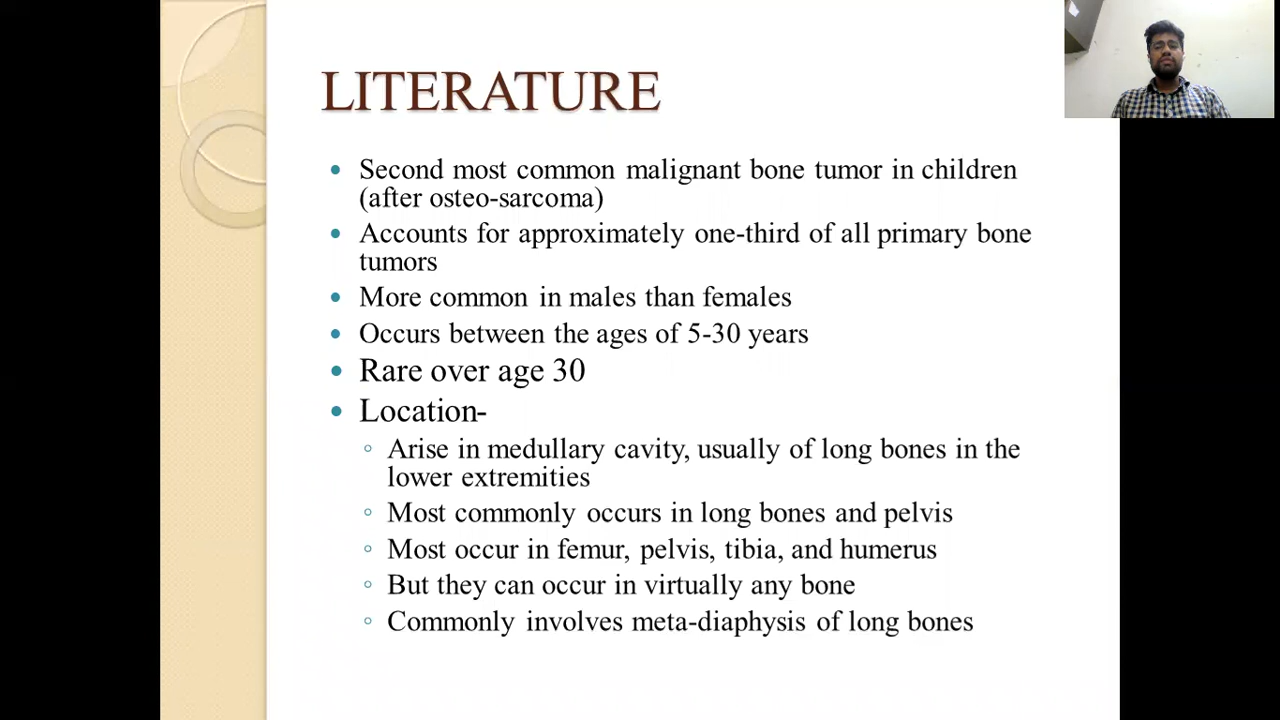 LITERATURE
Second most common malignant bone tumor in children
(after osteo-sarcoma)
Accounts for approximately one-third of all primary bone
tumors
More common in males than females
Occurs between the ages of 5-30 years
Rare over age 30
Location-
Arise in medullary cavity, usually of long bones in the
lower extremities
Most commonly occurs in long bones and pelvis
Most occur in femur, pelvis, tibia, and humerus
But they can occur in virtually any bone
Commonly involves meta-diaphysis of long bones